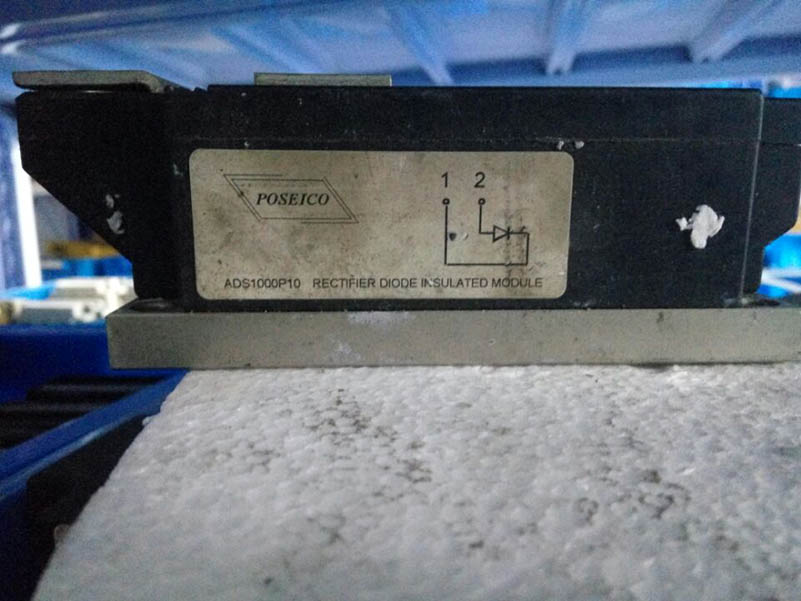 POSEICO
1 2
ADS1000P10 RECTIFIER DIODE INSULATED MODULE